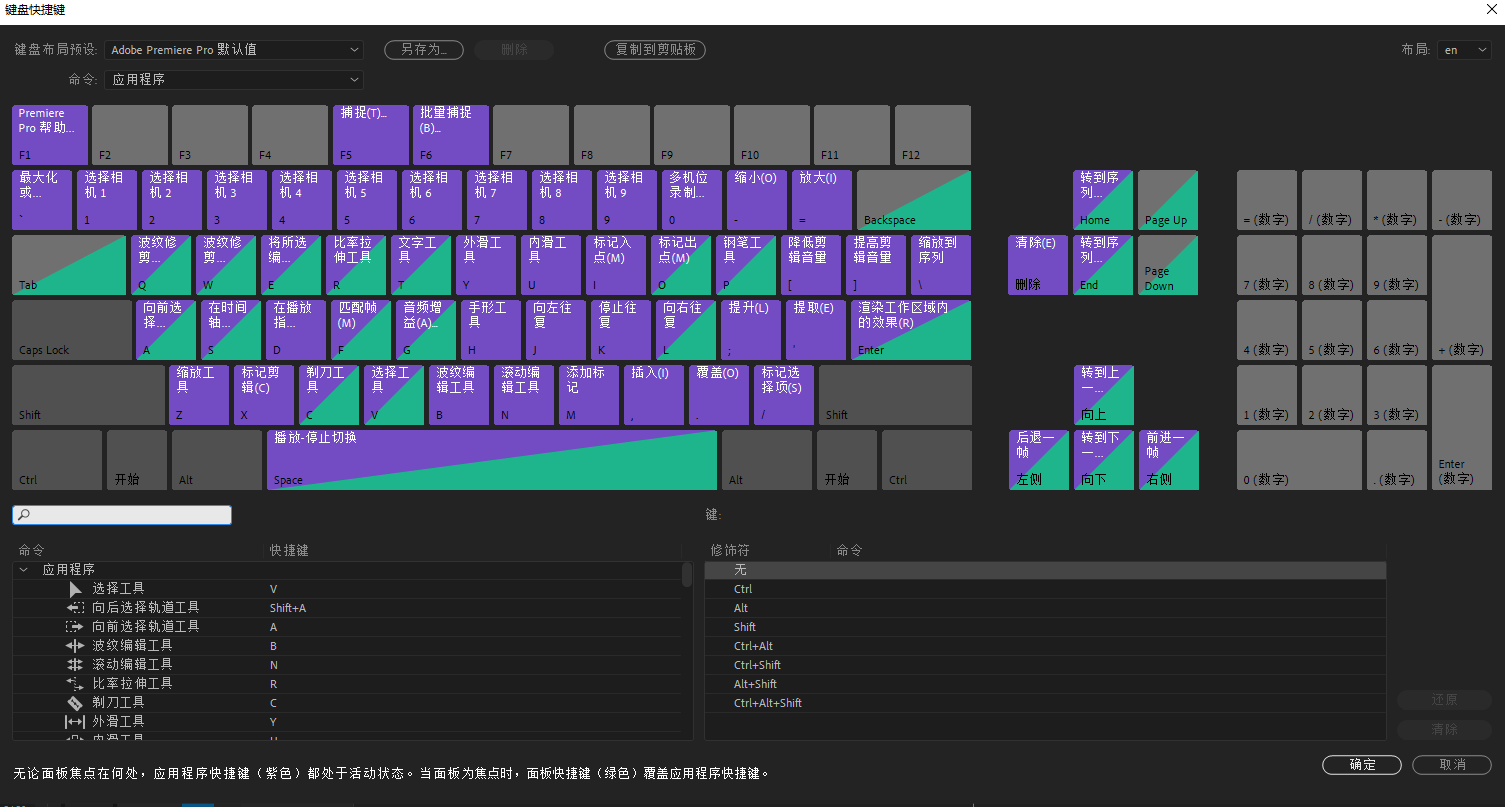 键盘快捷键
键盘布局预设: Adobe Premiere Pro 默认值 另存为... 删除 复制到剪贴板 布局: en
命令: 应用程序
Premiere Pro 帮助... F1
F2
F3
F4
捕捉(T)... F5
批量捕捉(B)... F6
F7
F8
F9
F10
F11
F12
最大化或... `
选择相机 1 1
选择相机 2 2
选择相机 3 3
选择相机 4 4
选择相机 5 5
选择相机 6 6
选择相机 7 7
选择相机 8 8
选择相机 9 9
多机位录制... 0
缩小(O) -
放大(I) =
Backspace
转到序列... Home
Page Up
= (数字)
/ (数字)
* (数字)
- (数字)
Tab
波纹修剪... Q
波纹修剪... W
将所选编... E
比率拉伸工具 R
文字工具 T
外滑工具 Y
内滑工具 U
标记入点(M) I
标记出点(M) O
钢笔工具 P
降低剪辑音量 [
提高剪辑音量 ]
缩放到序列 \
清除(E) 删除
转到序列... End
Page Down
7 (数字)
8 (数字)
9 (数字)
Caps Lock
向前选择... A
在时间轴... S
在播放指... D
匹配帧(M) F
音频增益(A)... G
手形工具 H
向左往复 J
停止往复 K
向右往复 L
提升(L) ;
提取(E) '
渲染工作区域内的效果(R) Enter
4 (数字)
5 (数字)
6 (数字)
+ (数字)
Shift
缩放工具 Z
标记剪辑(C) X
剃刀工具 C
选择工具 V
波纹编辑工具 B
滚动编辑工具 N
添加标记 M
插入(I) ,
覆盖(O) .
标记选择项(S) /
Shift
转到上一... 向上
1 (数字)
2 (数字)
3 (数字)
Ctrl
开始
Alt
播放-停止切换 Space
Alt
开始
Ctrl
后退一帧 左侧
转到下一... 向下
前进一帧 右侧
0 (数字)
. (数字)
Enter (数字)
键:
命令 快捷键
应用程序
选择工具 V
向后选择轨道工具 Shift+A
向前选择轨道工具 A
波纹编辑工具 B
滚动编辑工具 N
比率拉伸工具 R
剃刀工具 C
外滑工具 Y
内滑工具 U
修饰符 命令
无
Ctrl
Alt
Shift
Ctrl+Alt
Ctrl+Shift
Alt+Shift
Ctrl+Alt+Shift
还原
清除
无论面板焦点在何处，应用程序快捷键（紫色）都处于活动状态。当面板为焦点时，面板快捷键（绿色）覆盖应用程序快捷键。
确定 取消